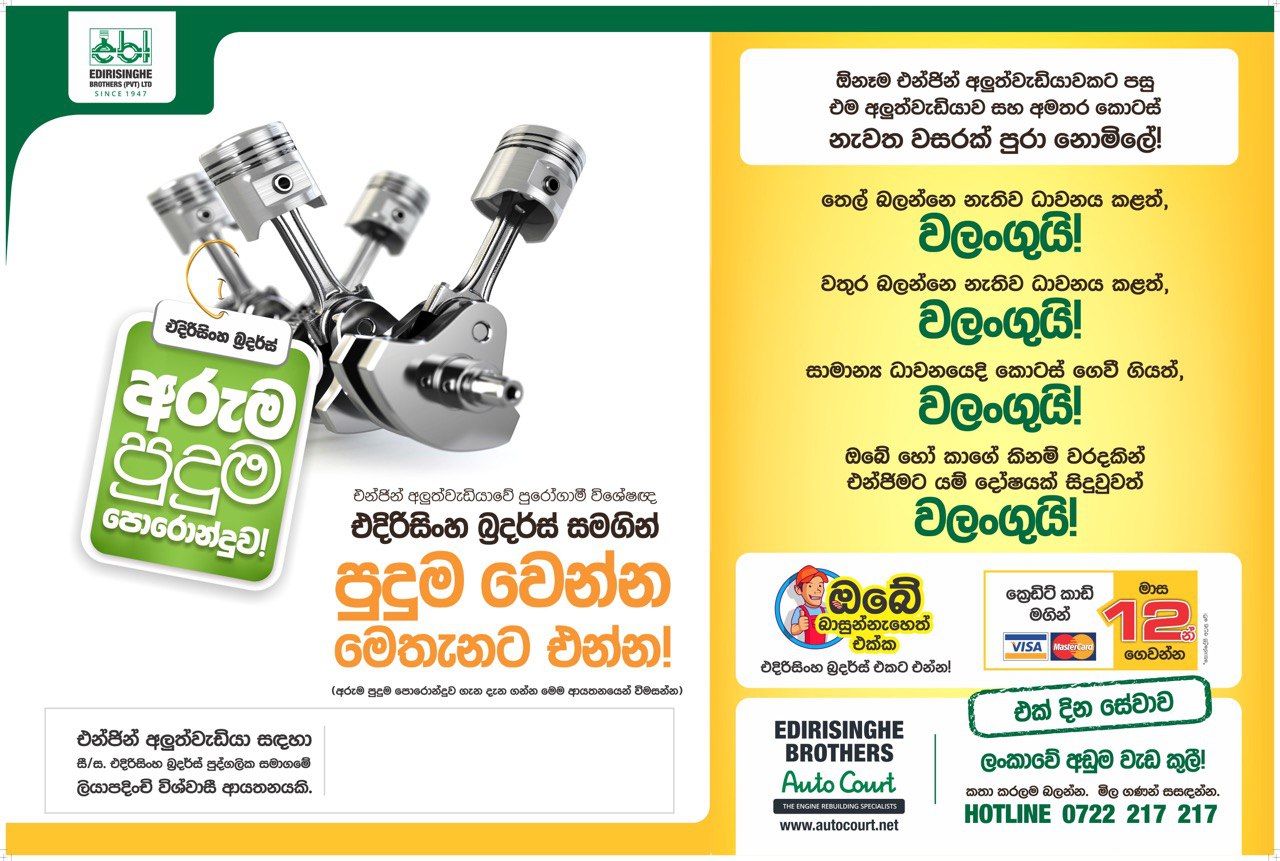 ebl
EDIRISINGHE
BROTHERS (PVT) LTD
SINCE 1947
එදිරිසිංහ බ්‍රදර්ස්
අරුම
පුදුම
පොරොන්දුව!
එන්ජින් අලුත්වැඩියාවේ පුරෝගාමී විශේෂඥ
එදිරිසිංහ බ්‍රදර්ස් සමගින්
පුදුම වෙන්න
මෙතැනට එන්න!
(අරුම පුදුම පොරොන්දුව ගැන දැන ගන්න මෙම ආයතනයෙන් විමසන්න)
එන්ජින් අලුත්වැඩියා සඳහා
සී/ස. එදිරිසිංහ බ්‍රදර්ස් පුද්ගලික සමාගමේ
ලියාපදිංචි විශ්වාසී ආයතනයකි.
ඕනෑම එන්ජින් අලුත්වැඩියාවකට පසු
එම අලුත්වැඩියාව සහ අමතර කොටස්
නැවත වසරක් පුරා නොමිලේ!
තෙල් බලන්නෙ නැතිව ධාවනය කළත්,
වලංගුයි!
වතුර බලන්නෙ නැතිව ධාවනය කළත්,
වලංගුයි!
සාමාන්‍ය ධාවනයෙදි කොටස් ගෙවී ගියත්,
වලංගුයි!
ඔබේ හෝ කාගේ කිනම් වරදකින්
එන්ජිමට යම් දෝෂයක් සිදුවුවත්
වලංගුයි!
ඔබේ
බාසුන්නැහෙත්
එක්ක
එදිරිසිංහ බ්‍රදර්ස් එකට එන්න!
ක්‍රෙඩිට් කාඩ්
මගින්
VISA MasterCard
මාස
12න්
ගෙවන්න
EDIRISINGHE
BROTHERS
Auto Court
THE ENGINE REBUILDING SPECIALISTS
www.autocourt.net
එක් දින සේවාව
ලංකාවේ අඩුම වැඩ කුලී!
කතා කරලම බලන්න. මිල ගණන් සසඳන්න.
HOTLINE 0722 217 217